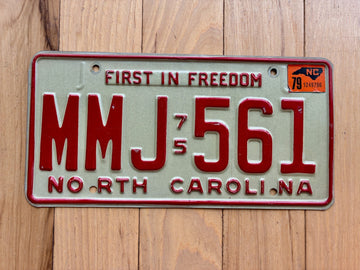 FIRST IN FREEDOM
NC
79
MMJ 75 561
NORTH CAROLINA